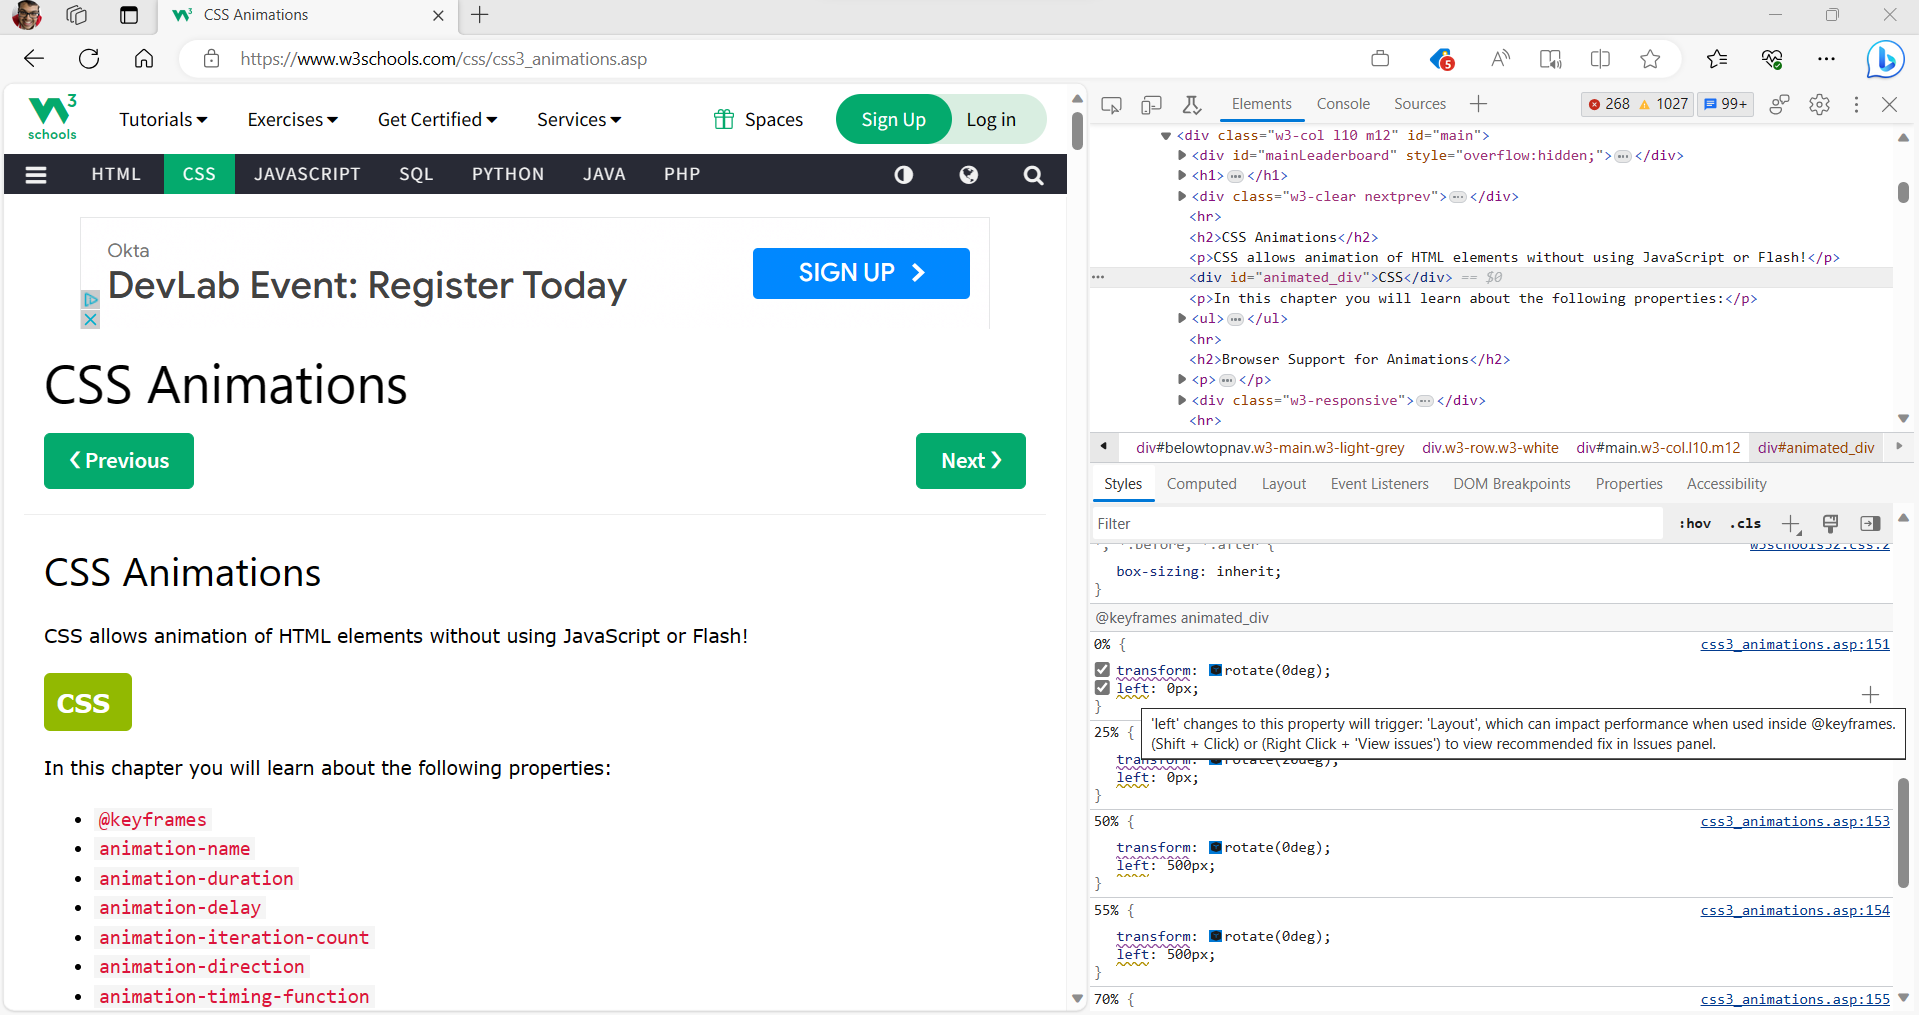 CSS Animations
https://www.w3schools.com/css/css3_animations.asp
5
3
schools
Tutorials
Exercises
Get Certified
Services
Spaces
Sign Up
Log in
HTML
CSS
JAVASCRIPT
SQL
PYTHON
JAVA
PHP
Okta
DevLab Event: Register Today
SIGN UP
CSS Animations
❮ Previous
Next ❯
CSS Animations
CSS allows animation of HTML elements without using JavaScript or Flash!
CSS
In this chapter you will learn about the following properties:
• @keyframes
• animation-name
• animation-duration
• animation-delay
• animation-iteration-count
• animation-direction
• animation-timing-function
Elements
Console
Sources
268
1027
99+
<div class="w3-col l10 m12" id="main">
<div id="mainLeaderboard" style="overflow:hidden;">…</div>
<h1>…</h1>
<div class="w3-clear nextprev">…</div>
<hr>
<h2>CSS Animations</h2>
<p>CSS allows animation of HTML elements without using JavaScript or Flash!</p>
<div id="animated_div">CSS</div> == $0
<p>In this chapter you will learn about the following properties:</p>
<ul>…</ul>
<hr>
<h2>Browser Support for Animations</h2>
<p>…</p>
<div class="w3-responsive">…</div>
<hr>
div#belowtopnav.w3-main.w3-light-grey
div.w3-row.w3-white
div#main.w3-col.l10.m12
div#animated_div
Styles
Computed
Layout
Event Listeners
DOM Breakpoints
Properties
Accessibility
Filter
:hov
.cls
*, *:before, *:after {
w3schools32.css:2
box-sizing: inherit;
}
@keyframes animated_div
0% {
css3_animations.asp:151
transform: rotate(0deg);
left: 0px;
}
25% {
'left' changes to this property will trigger: 'Layout', which can impact performance when used inside @keyframes.
(Shift + Click) or (Right Click + 'View issues') to view recommended fix in Issues panel.
transform: rotate(20deg);
left: 0px;
}
50% {
css3_animations.asp:153
transform: rotate(0deg);
left: 500px;
}
55% {
css3_animations.asp:154
transform: rotate(0deg);
left: 500px;
}
70% {
css3_animations.asp:155